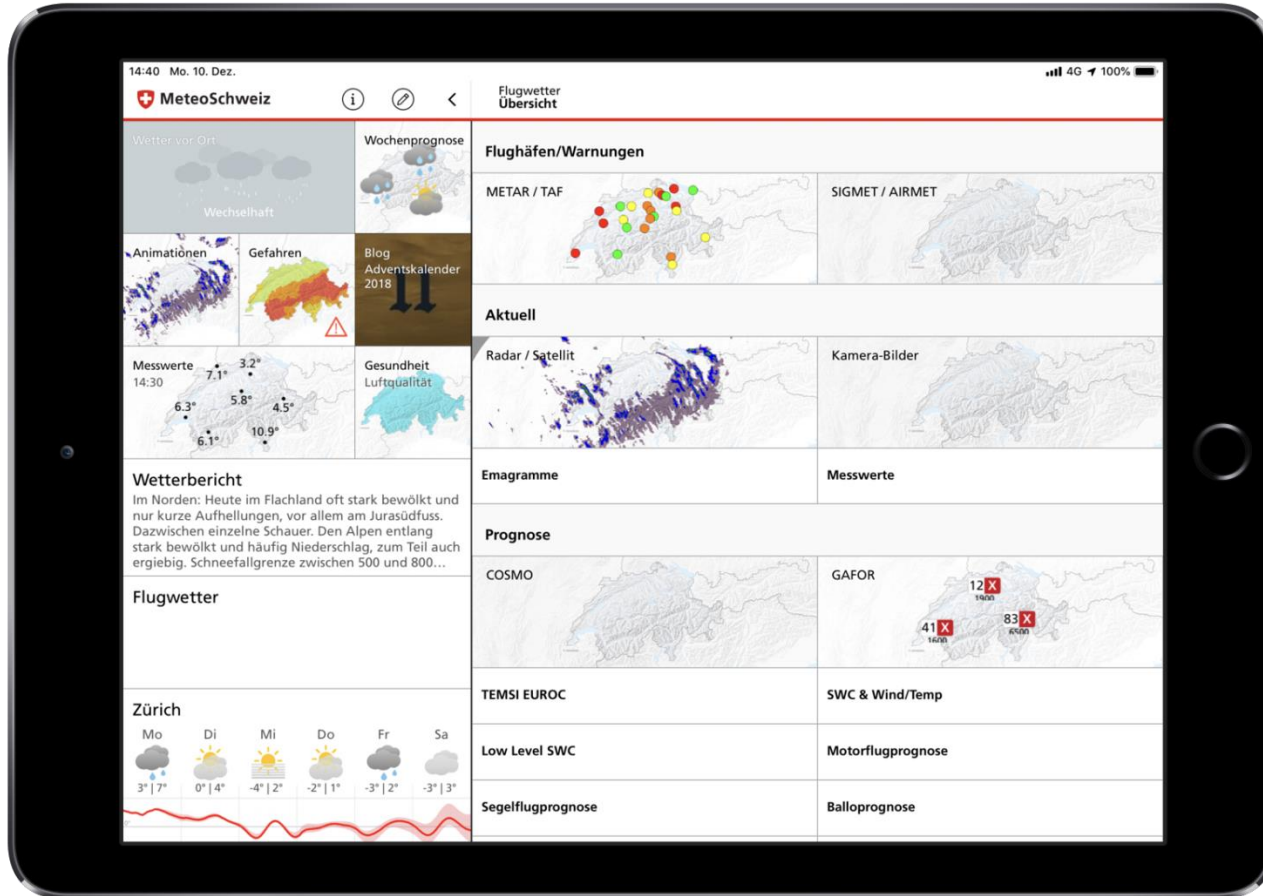 14:40 Mo. 10. Dez.
4G 100%
MeteoSchweiz
i
Flugwetter
Übersicht
Wetter vor Ort
Wechselhaft
Wochenprognose
Animationen
Gefahren
Blog
Adventskalender
2018
11
Messwerte
14:30
7.1°
3.2°
5.8°
6.3°
4.5°
6.1°
10.9°
Gesundheit
Luftqualität
Wetterbericht
Im Norden: Heute im Flachland oft stark bewölkt und
nur kurze Aufhellungen, vor allem am Jurasüdfuss.
Dazwischen einzelne Schauer. Den Alpen entlang
stark bewölkt und häufig Niederschlag, zum Teil auch
ergiebig. Schneefallgrenze zwischen 500 und 800...
Flugwetter
Zürich
Mo Di Mi Do Fr Sa
3°|7° 0°|4° -4°|2° -2°|1° -3°|2° -3°|3°
Flughäfen/Warnungen
METAR / TAF
SIGMET / AIRMET
Aktuell
Radar / Satellit
Kamera-Bilder
Emagramme
Messwerte
Prognose
COSMO
GAFOR
12 X
1900
83 X
6500
41 X
1600
TEMSI EUROC
SWC & Wind/Temp
Low Level SWC
Motorflugprognose
Segelflugprognose
Balloprognose